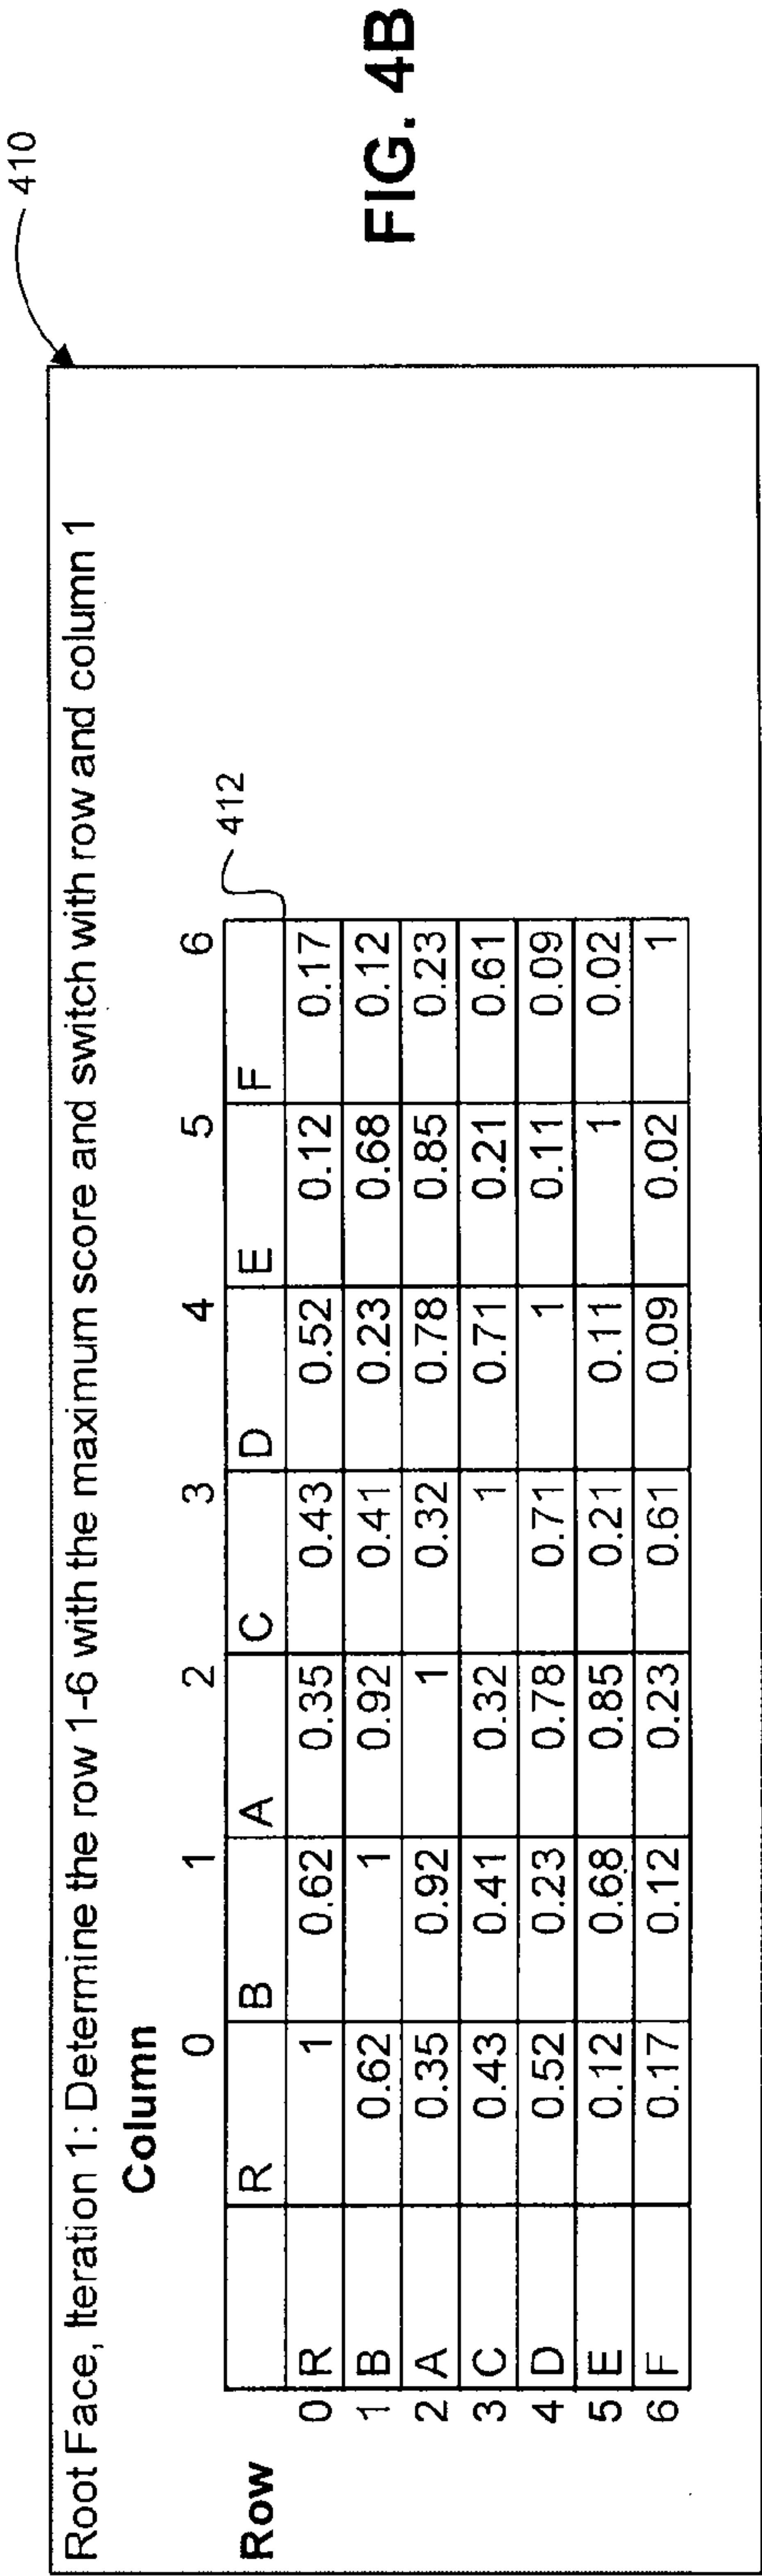 410
Root Face, Iteration 1: Determine the row 1-6 with the maximum score and switch with row and column 1
Column
0 1 2 3 4 5 6
412
R B A C D E F
Row
0 R 1 0.62 0.35 0.43 0.52 0.12 0.17
1 B 0.62 1 0.92 0.41 0.23 0.68 0.12
2 A 0.35 0.92 1 0.32 0.78 0.85 0.23
3 C 0.43 0.41 0.32 1 0.71 0.21 0.61
4 D 0.52 0.23 0.78 0.71 1 0.11 0.09
5 E 0.12 0.68 0.85 0.21 0.11 1 0.02
6 F 0.17 0.12 0.23 0.61 0.09 0.02 1
FIG. 4B